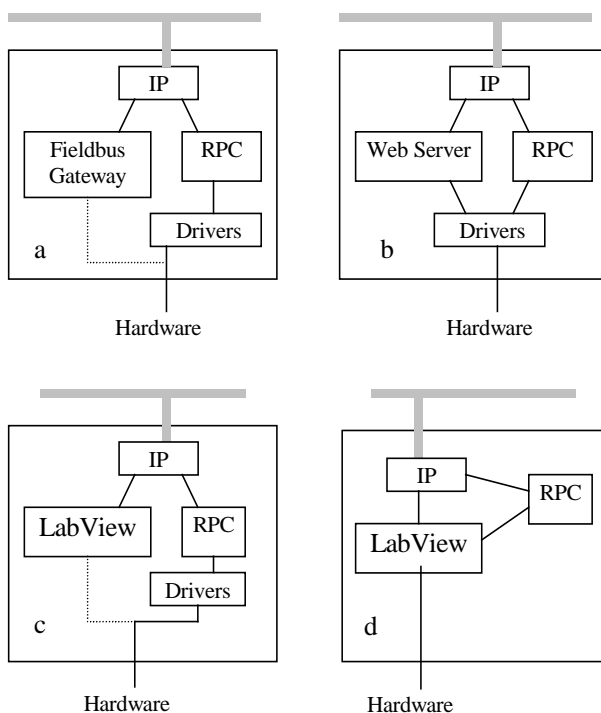 IP
Fieldbus
Gateway
RPC
Drivers
a
Hardware
IP
Web Server
RPC
Drivers
b
Hardware
IP
LabView
RPC
Drivers
c
Hardware
IP
RPC
LabView
d
Hardware